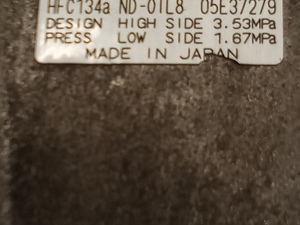 HFC134a ND-OIL8 05E37279
DESIGN HIGH SIDE 3.53MPa
PRESS LOW SIDE 1.67MPa
MADE IN JAPAN